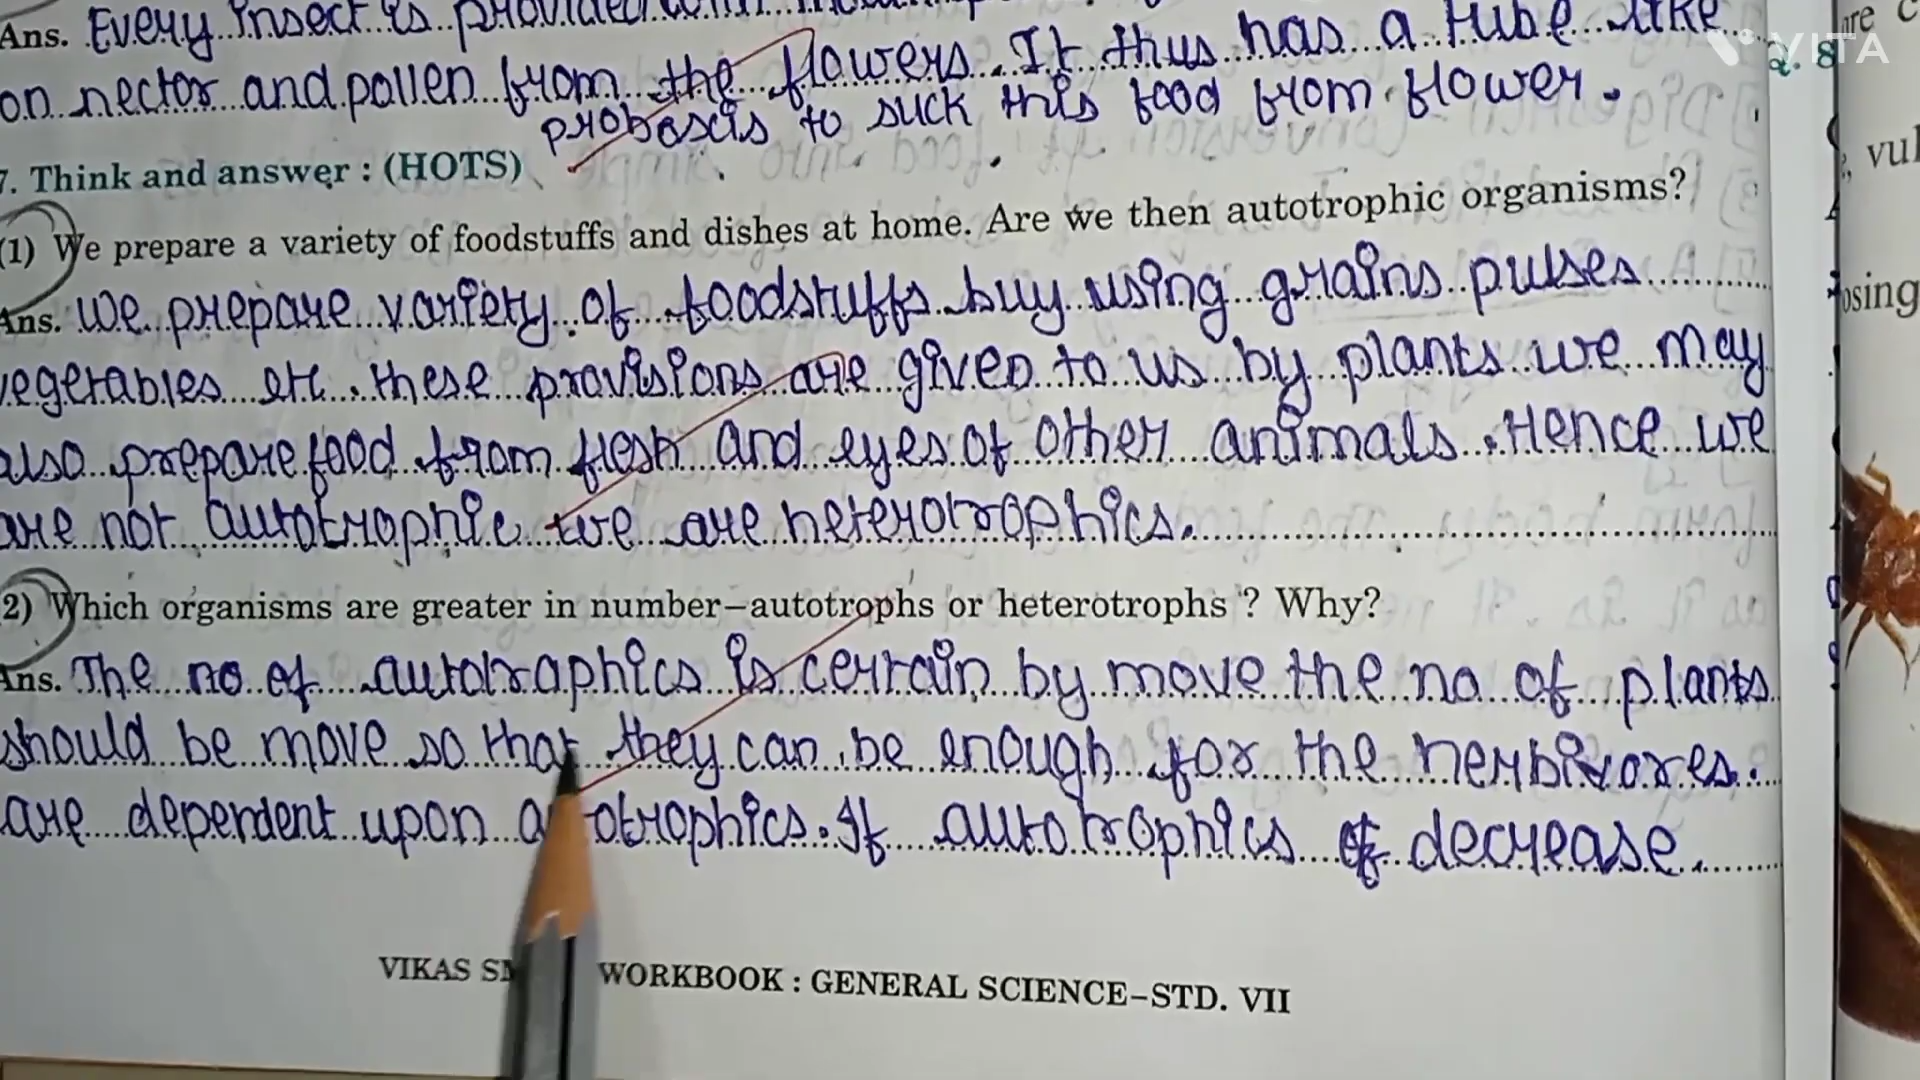 Ans. Every insect is provided with
on nector and pollen from the flowers. It thus has a tube like
proboscis to suck this food from flower.
VITA
Q. 8
7. Think and answer : (HOTS)
(1) We prepare a variety of foodstuffs and dishes at home. Are we then autotrophic organisms?
Ans. We prepare variety of foodstuffs buy using grains pulses
vegetables etc. these provisions are given to us by plants we may
also prepare food from flesh and eyes of other animals. Hence we
are not autotrophic we are heterotrophics.
2) Which organisms are greater in number–autotrophs or heterotrophs ? Why?
Ans. The no of autotraphics is certain by move the no of plants
should be move so that they can be enough for the herbivores.
are dependent upon autotrophics. If autotrophics of decrease.
VIKAS WORKBOOK : GENERAL SCIENCE–STD. VII
are c
, vul
osing